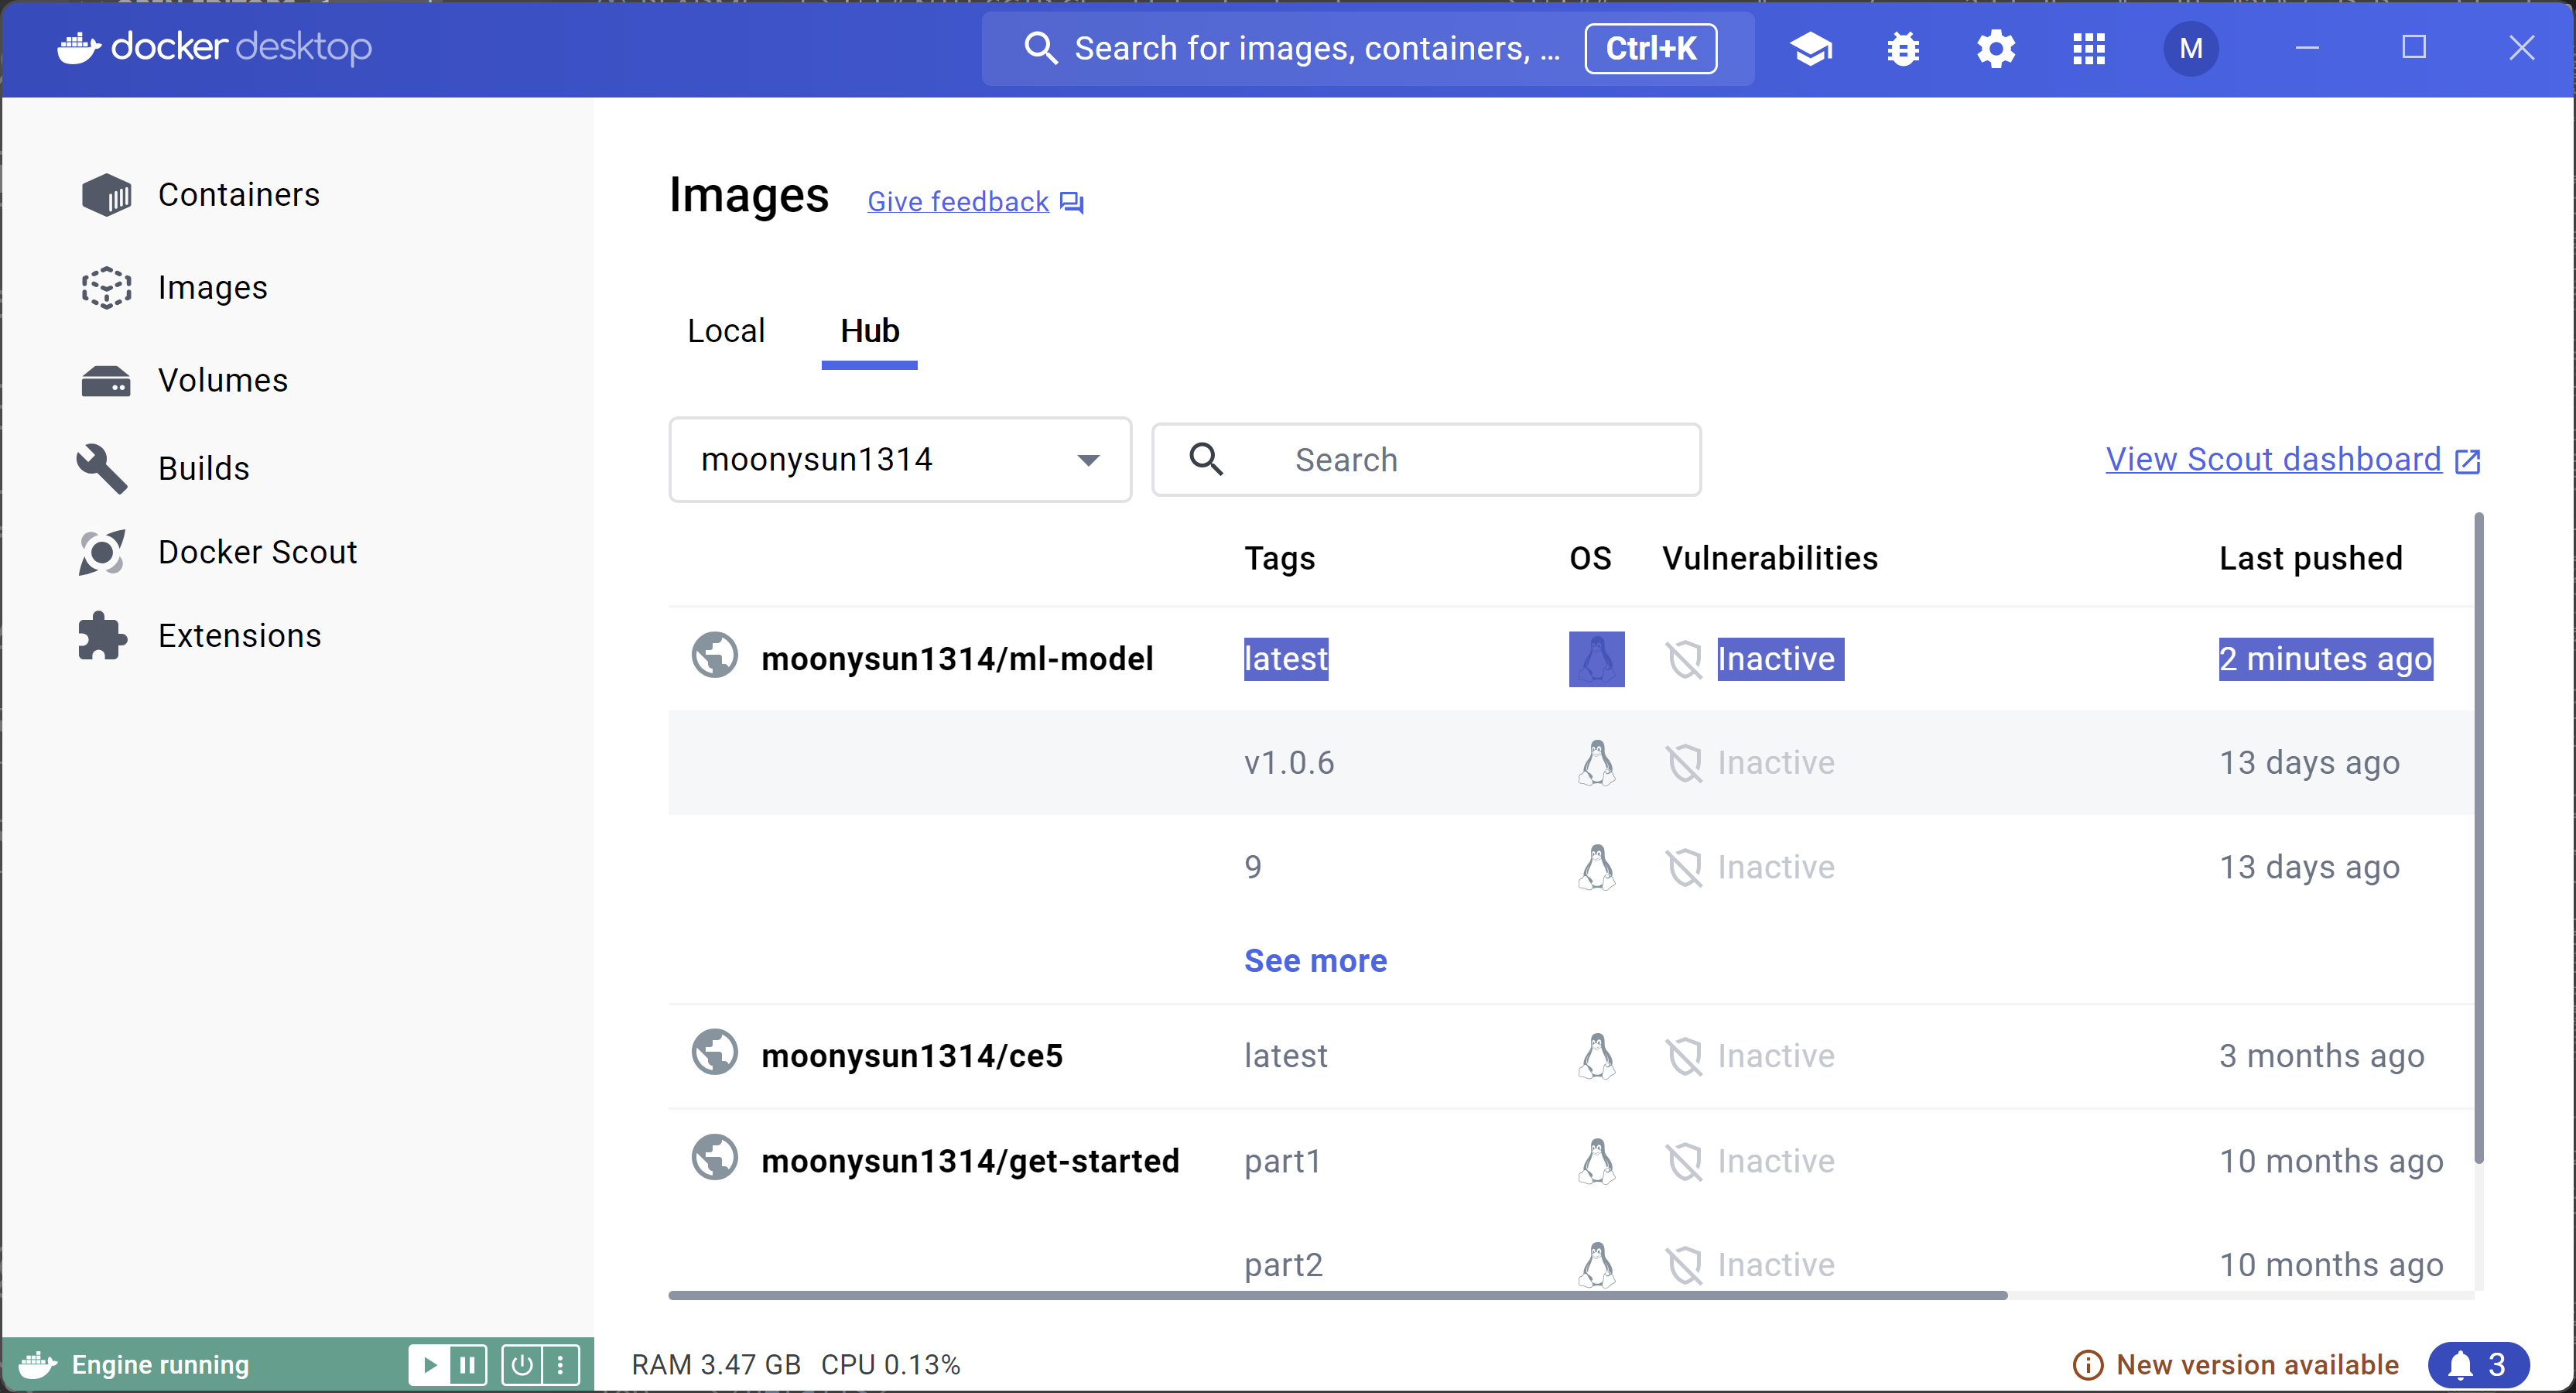 docker desktop
Search for images, containers, ... Ctrl+K
M
Containers
Images
Volumes
Builds
Docker Scout
Extensions
Images Give feedback
Local Hub
moonysun1314 Search View Scout dashboard
Tags OS Vulnerabilities Last pushed
moonysun1314/ml-model latest Inactive 2 minutes ago
v1.0.6 Inactive 13 days ago
9 Inactive 13 days ago
See more
moonysun1314/ce5 latest Inactive 3 months ago
moonysun1314/get-started part1 Inactive 10 months ago
part2 Inactive 10 months ago
Engine running RAM 3.47 GB CPU 0.13% New version available 3